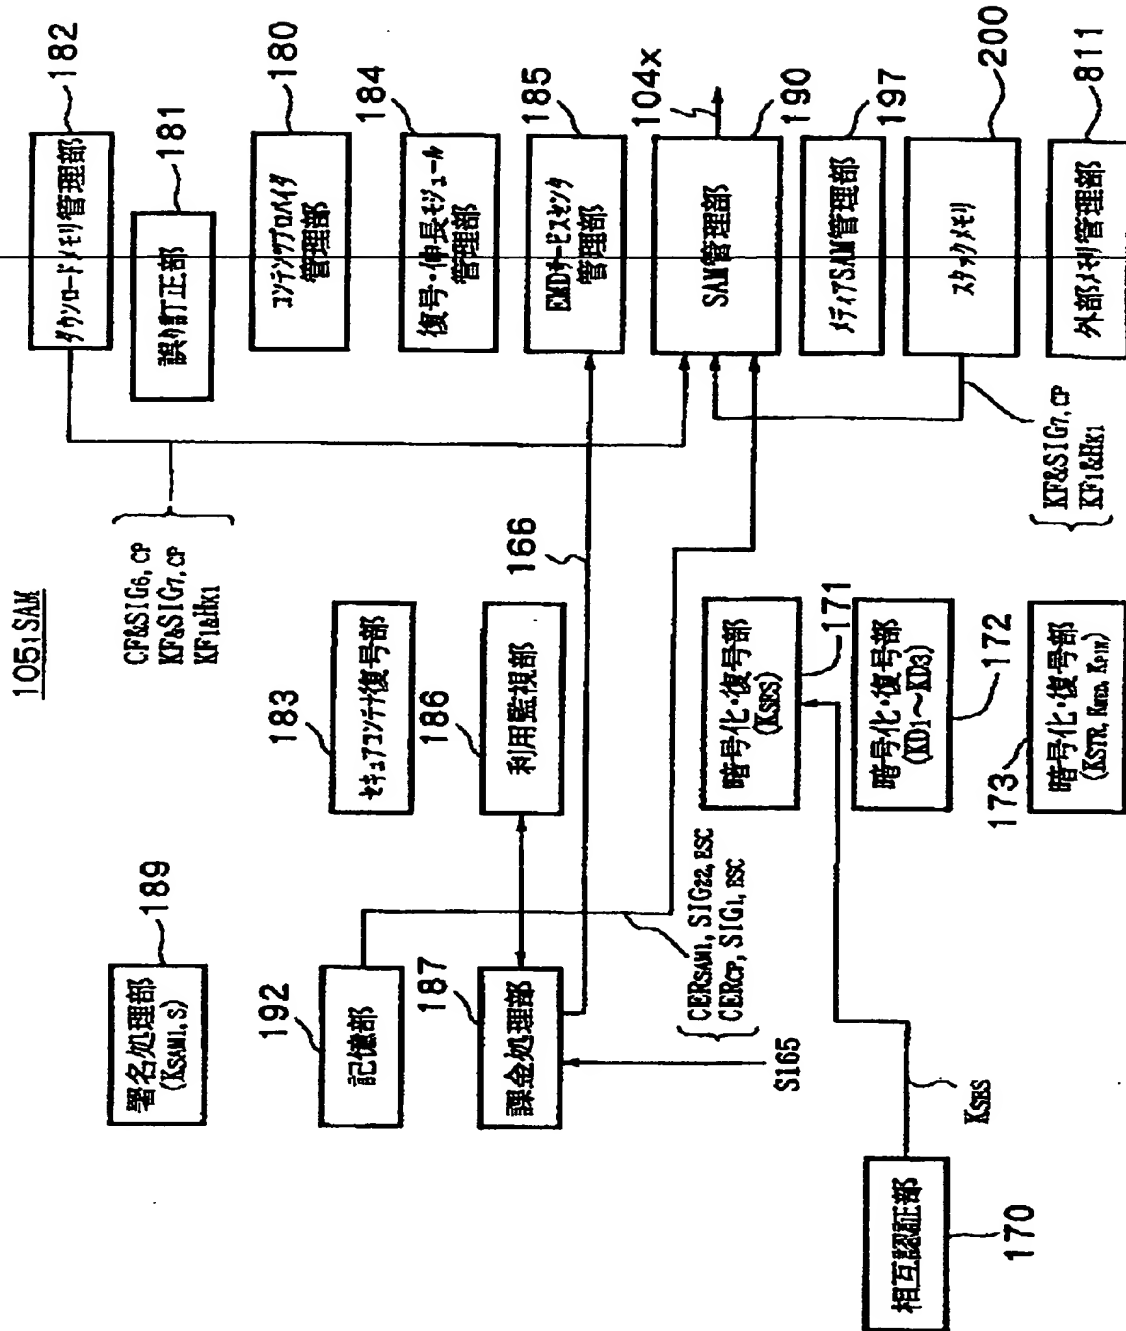 105₁SAM
署名処理部
(KSAM1,S)
189
記憶部
192
課金処理部
187
S165
セキュアコンテナ復号部
183
利用監視部
186
166
CF&SIG6,CP
KF&SIG7,CP
KF1&HK1
ダウンロードメモリ管理部
182
誤り訂正部
181
コンテンツプロバイダ
管理部
180
復号・伸長モジュール
管理部
184
EMDサービスセンタ
管理部
185
SAM管理部
104x
190
メディアSAM管理部
197
スタックメモリ
200
外部メモリ管理部
811
KF&SIG7,CP
KF1&HK1
CERSAM1,SIG22,ESC
CERCP,SIG1,ESC
暗号化・復号部
(KSES)
171
暗号化・復号部
(KD1〜KD3)
172
暗号化・復号部
(KSTR,KMED,KPIN)
173
相互認証部
170
KSES